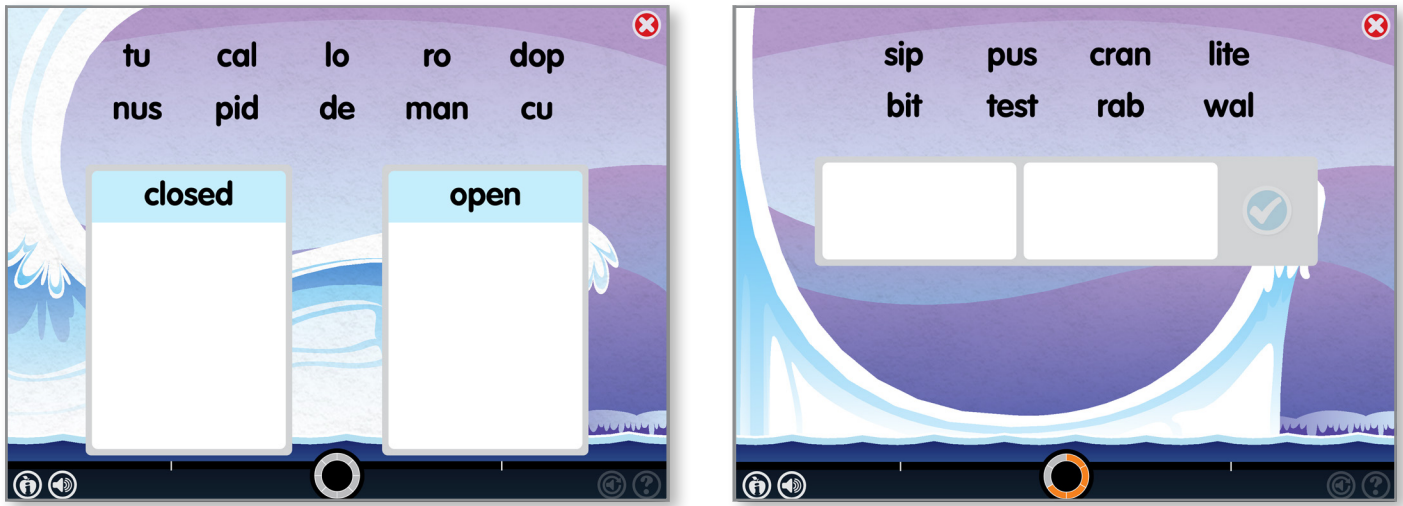 tu cal lo ro dop
nus pid de man cu
closed open
sip pus cran lite
bit test rab wal